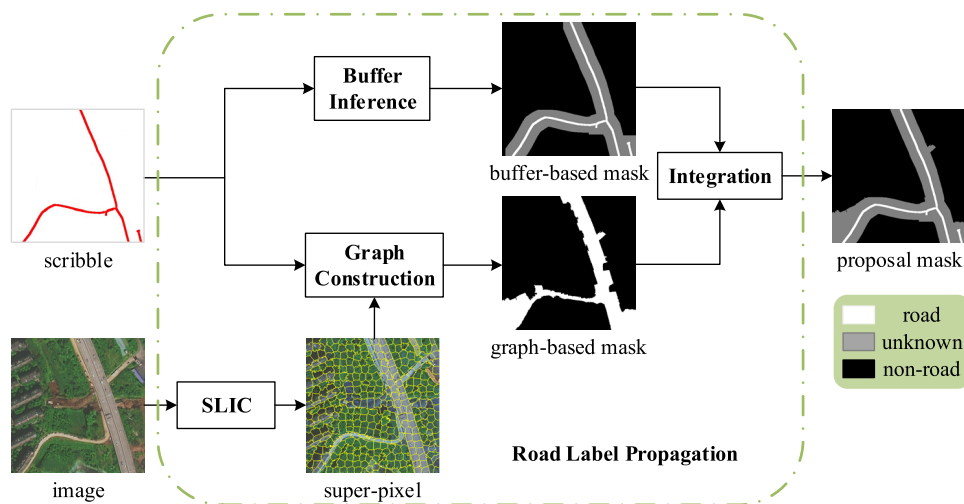 Buffer
Inference
buffer-based mask
Integration
scribble
Graph
Construction
proposal mask
road
unknown
non-road
graph-based mask
SLIC
Road Label Propagation
image
super-pixel